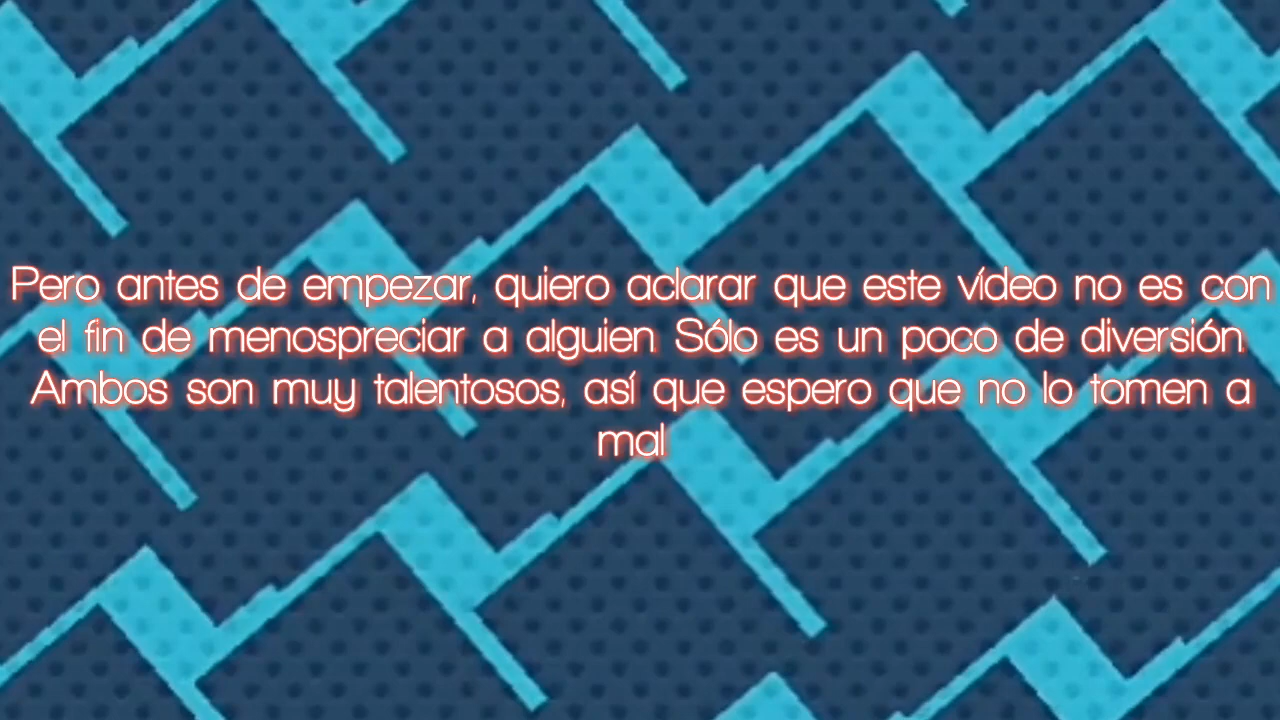 Pero antes de empezar, quiero aclarar que este vídeo no es con
el fin de menospreciar a alguien. Sólo es un poco de diversión.
Ambos son muy talentosos, así que espero que no lo tomen a
mal